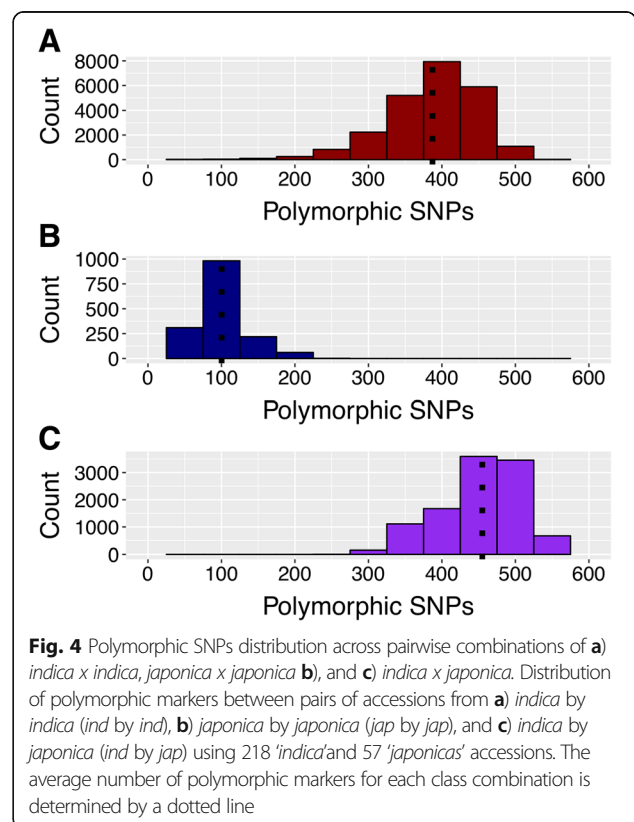 A
8000
6000
4000
2000
0
Count
0 100 200 300 400 500 600
Polymorphic SNPs
B
1000
750
500
250
0
Count
0 100 200 300 400 500 600
Polymorphic SNPs
C
3000
2000
1000
0
Count
0 100 200 300 400 500 600
Polymorphic SNPs
Fig. 4 Polymorphic SNPs distribution across pairwise combinations of a)
indica x indica, japonica x japonica b), and c) indica x japonica. Distribution
of polymorphic markers between pairs of accessions from a) indica by
indica (ind by ind), b) japonica by japonica (jap by jap), and c) indica by
japonica (ind by jap) using 218 ‘indica’and 57 ‘japonicas’ accessions. The
average number of polymorphic markers for each class combination is
determined by a dotted line